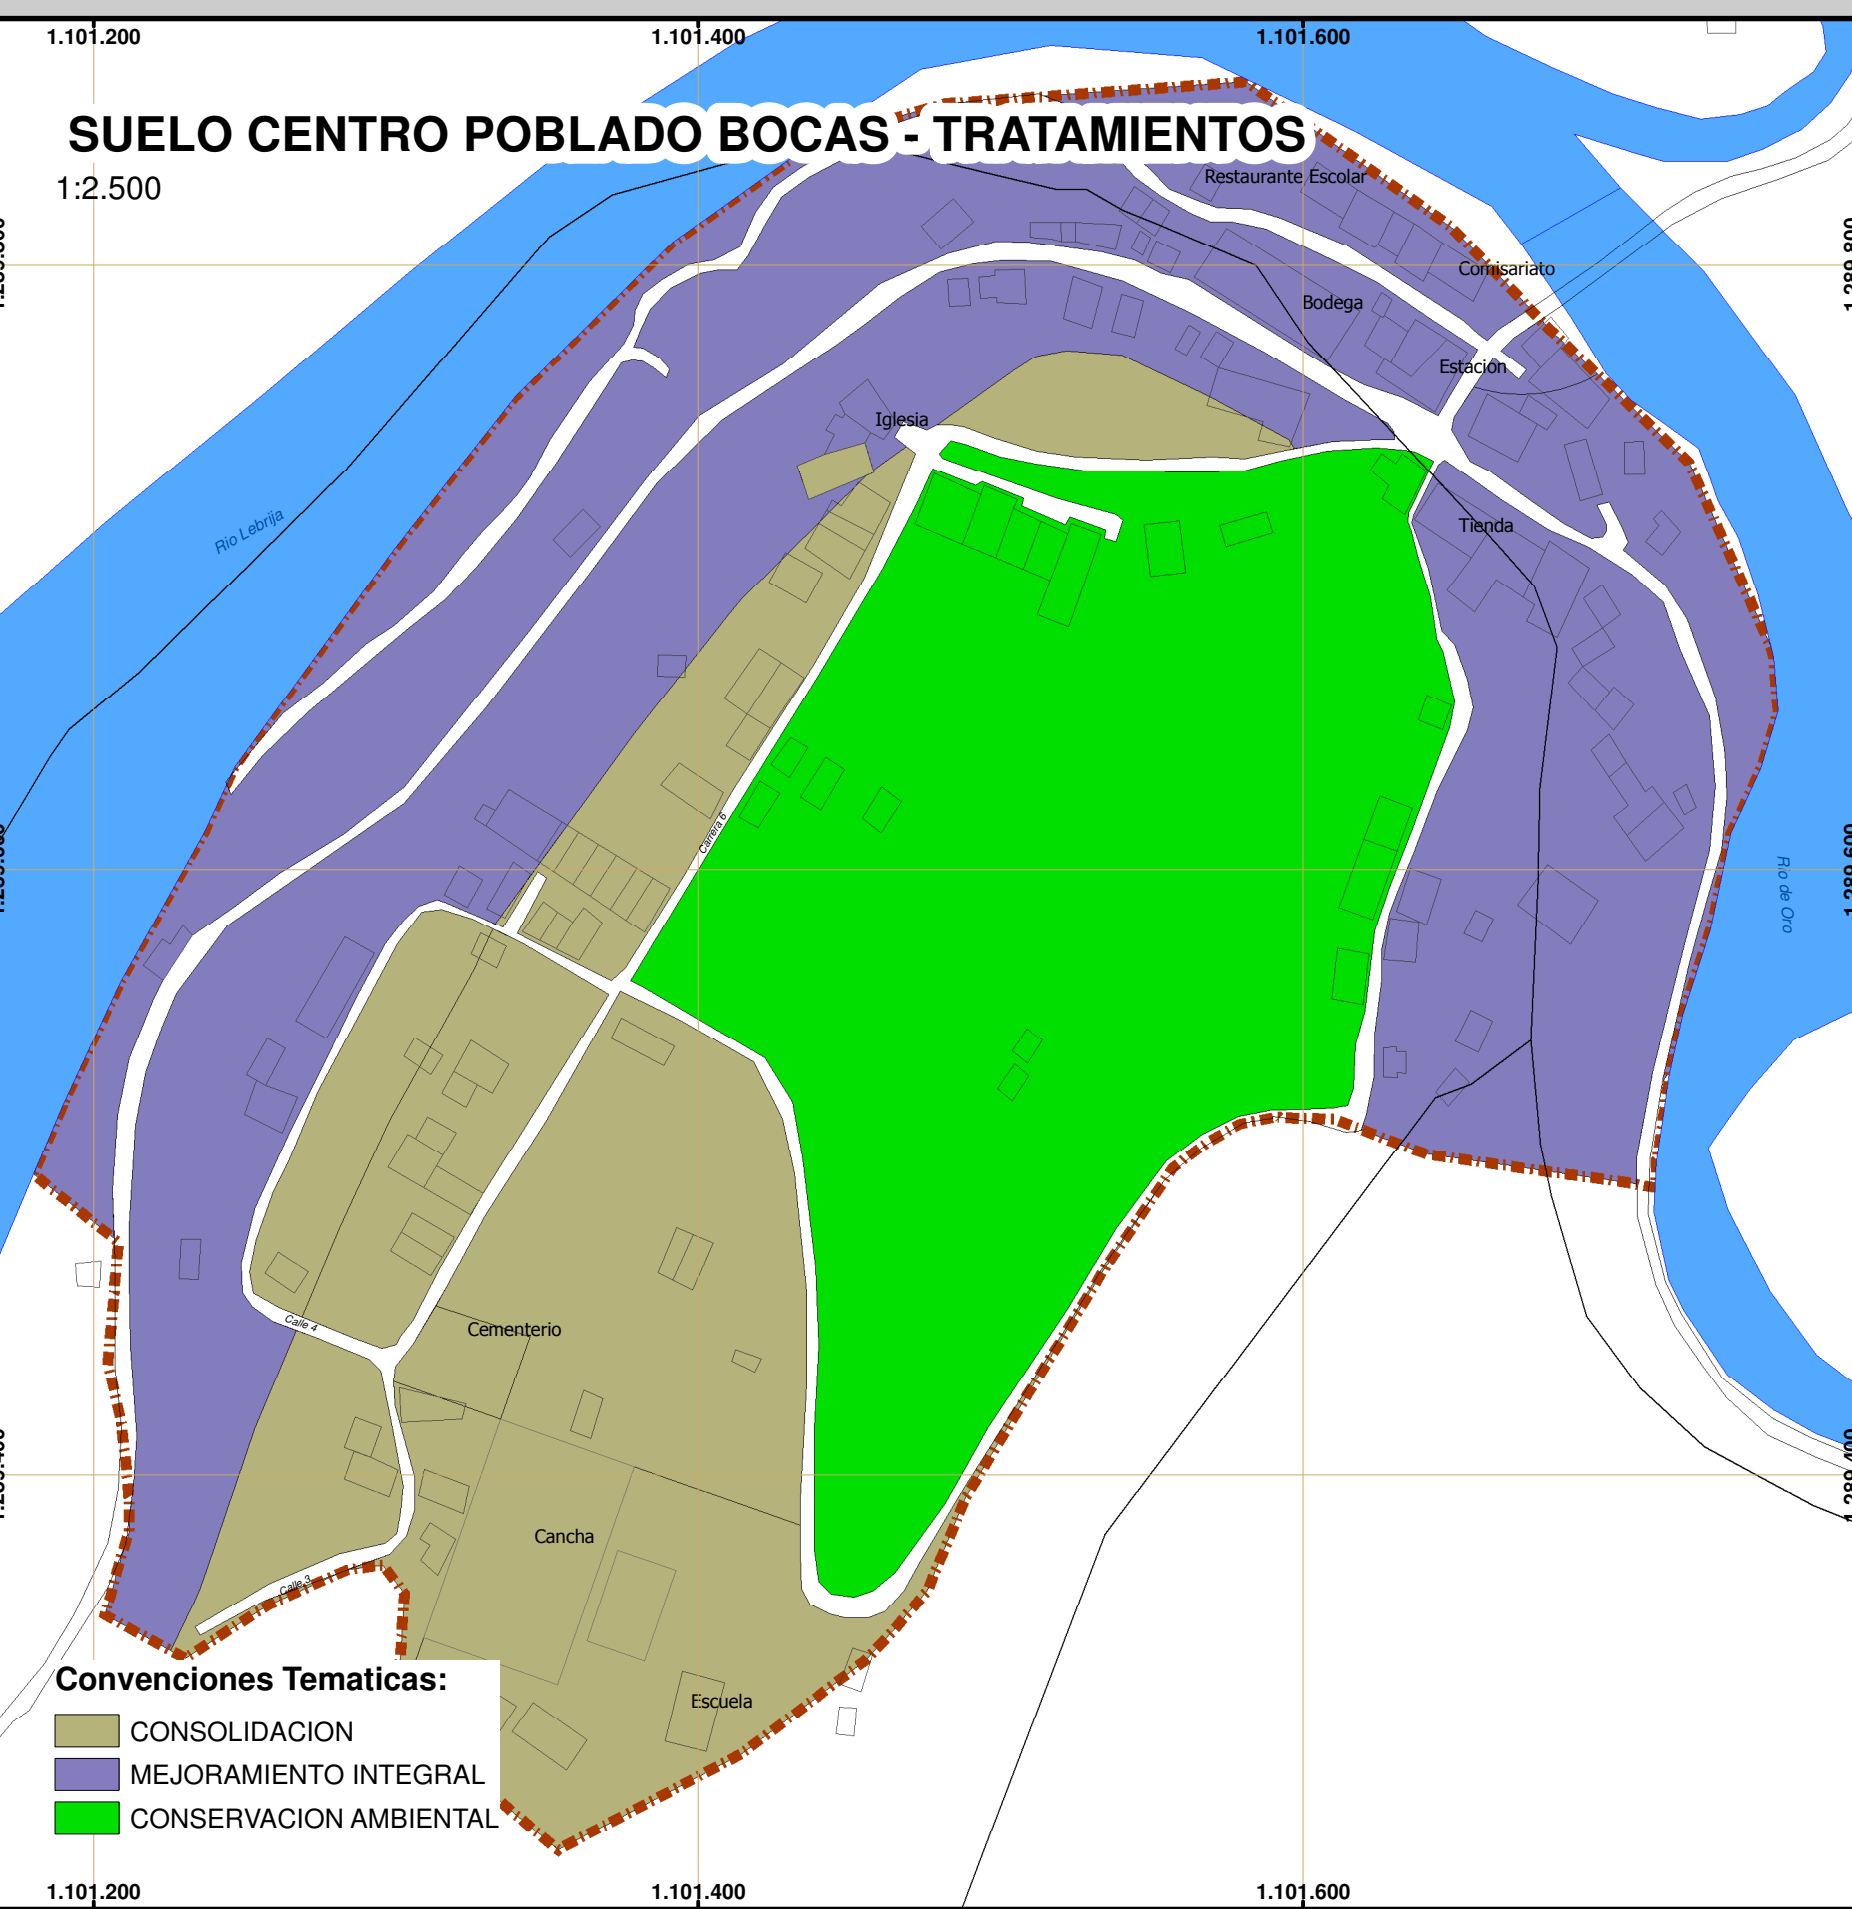 1.101.200
1.101.400
1.101.600
SUELO CENTRO POBLADO BOCAS - TRATAMIENTOS
1:2.500
Restaurante Escolar
Comisariato
Bodega
Estación
Iglesia
Tienda
Rio Lebrija
Carrera 6
Rio de Oro
Calle 4
Cementerio
Cancha
Calle 3
Escuela
Convenciones Tematicas:
CONSOLIDACION
MEJORAMIENTO INTEGRAL
CONSERVACION AMBIENTAL
1.101.200
1.101.400
1.101.600